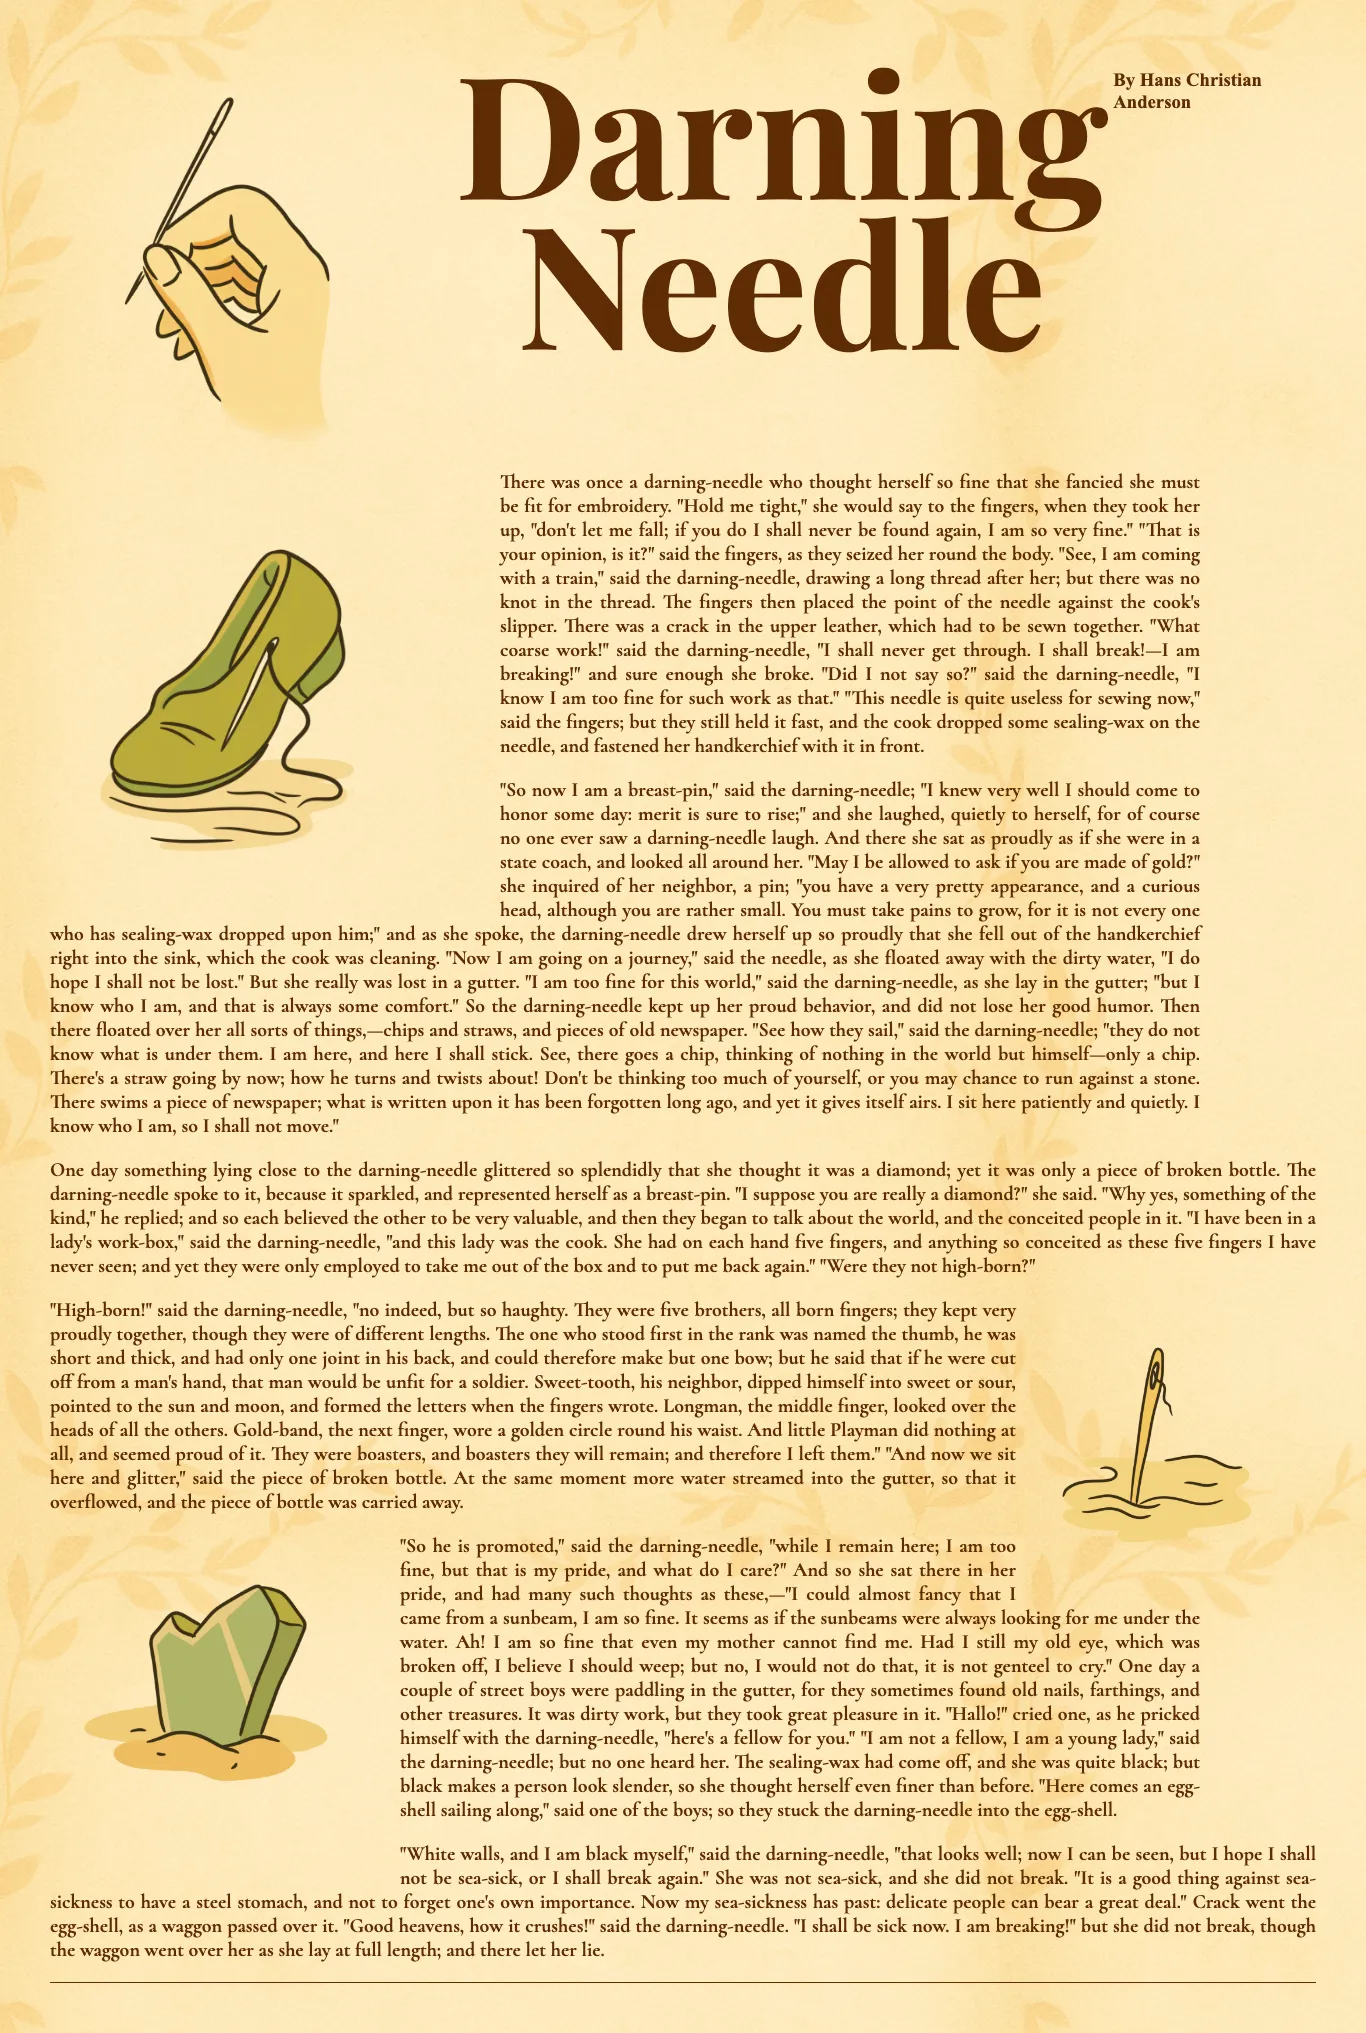 Darning
Needle
By Hans Christian
Anderson
There was once a darning-needle who thought herself so fine that she fancied she must
be fit for embroidery. "Hold me tight," she would say to the fingers, when they took her
up, "don't let me fall; if you do I shall never be found again, I am so very fine." "That is
your opinion, is it?" said the fingers, as they seized her round the body. "See, I am coming
with a train," said the darning-needle, drawing a long thread after her; but there was no
knot in the thread. The fingers then placed the point of the needle against the cook's
slipper. There was a crack in the upper leather, which had to be sewn together. "What
coarse work!" said the darning-needle, "I shall never get through. I shall break!—I am
breaking!" and sure enough she broke. "Did I not say so?" said the darning-needle, "I
know I am too fine for such work as that." "This needle is quite useless for sewing now,"
said the fingers; but they still held it fast, and the cook dropped some sealing-wax on the
needle, and fastened her handkerchief with it in front.
"So now I am a breast-pin," said the darning-needle; "I knew very well I should come to
honor some day: merit is sure to rise;" and she laughed, quietly to herself, for of course
no one ever saw a darning-needle laugh. And there she sat as proudly as if she were in a
state coach, and looked all around her. "May I be allowed to ask if you are made of gold?"
she inquired of her neighbor, a pin; "you have a very pretty appearance, and a curious
head, although you are rather small. You must take pains to grow, for it is not every one
who has sealing-wax dropped upon him;" and as she spoke, the darning-needle drew herself up so proudly that she fell out of the handkerchief
right into the sink, which the cook was cleaning. "Now I am going on a journey," said the needle, as she floated away with the dirty water, "I do
hope I shall not be lost." But she really was lost in a gutter. "I am too fine for this world," said the darning-needle, as she lay in the gutter; "but I
know who I am, and that is always some comfort." So the darning-needle kept up her proud behavior, and did not lose her good humor. Then
there floated over her all sorts of things,—chips and straws, and pieces of old newspaper. "See how they sail," said the darning-needle; "they do not
know what is under them. I am here, and here I shall stick. See, there goes a chip, thinking of nothing in the world but himself—only a chip.
There's a straw going by now; how he turns and twists about! Don't be thinking too much of yourself, or you may chance to run against a stone.
There swims a piece of newspaper; what is written upon it has been forgotten long ago, and yet it gives itself airs. I sit here patiently and quietly. I
know who I am, so I shall not move."
One day something lying close to the darning-needle glittered so splendidly that she thought it was a diamond; yet it was only a piece of broken bottle. The
darning-needle spoke to it, because it sparkled, and represented herself as a breast-pin. "I suppose you are really a diamond?" she said. "Why yes, something of the
kind," he replied; and so each believed the other to be very valuable, and then they began to talk about the world, and the conceited people in it. "I have been in a
lady's work-box," said the darning-needle, "and this lady was the cook. She had on each hand five fingers, and anything so conceited as these five fingers I have
never seen; and yet they were only employed to take me out of the box and to put me back again." "Were they not high-born?"
"High-born!" said the darning-needle, "no indeed, but so haughty. They were five brothers, all born fingers; they kept very
proudly together, though they were of different lengths. The one who stood first in the rank was named the thumb, he was
short and thick, and had only one joint in his back, and could therefore make but one bow; but he said that if he were cut
off from a man's hand, that man would be unfit for a soldier. Sweet-tooth, his neighbor, dipped himself into sweet or sour,
pointed to the sun and moon, and formed the letters when the fingers wrote. Longman, the middle finger, looked over the
heads of all the others. Gold-band, the next finger, wore a golden circle round his waist. And little Playman did nothing at
all, and seemed proud of it. They were boasters, and boasters they will remain; and therefore I left them." "And now we sit
here and glitter," said the piece of broken bottle. At the same moment more water streamed into the gutter, so that it
overflowed, and the piece of bottle was carried away.
"So he is promoted," said the darning-needle, "while I remain here; I am too
fine, but that is my pride, and what do I care?" And so she sat there in her
pride, and had many such thoughts as these,—"I could almost fancy that I
came from a sunbeam, I am so fine. It seems as if the sunbeams were always looking for me under the
water. Ah! I am so fine that even my mother cannot find me. Had I still my old eye, which was
broken off, I believe I should weep; but no, I would not do that, it is not genteel to cry." One day a
couple of street boys were paddling in the gutter, for they sometimes found old nails, farthings, and
other treasures. It was dirty work, but they took great pleasure in it. "Hallo!" cried one, as he pricked
himself with the darning-needle, "here's a fellow for you." "I am not a fellow, I am a young lady," said
the darning-needle; but no one heard her. The sealing-wax had come off, and she was quite black; but
black makes a person look slender, so she thought herself even finer than before. "Here comes an egg-
shell sailing along," said one of the boys; so they stuck the darning-needle into the egg-shell.
"White walls, and I am black myself," said the darning-needle, "that looks well; now I can be seen, but I hope I shall
not be sea-sick, or I shall break again." She was not sea-sick, and she did not break. "It is a good thing against sea-
sickness to have a steel stomach, and not to forget one's own importance. Now my sea-sickness has past: delicate people can bear a great deal." Crack went the
egg-shell, as a waggon passed over it. "Good heavens, how it crushes!" said the darning-needle. "I shall be sick now. I am breaking!" but she did not break, though
the waggon went over her as she lay at full length; and there let her lie.